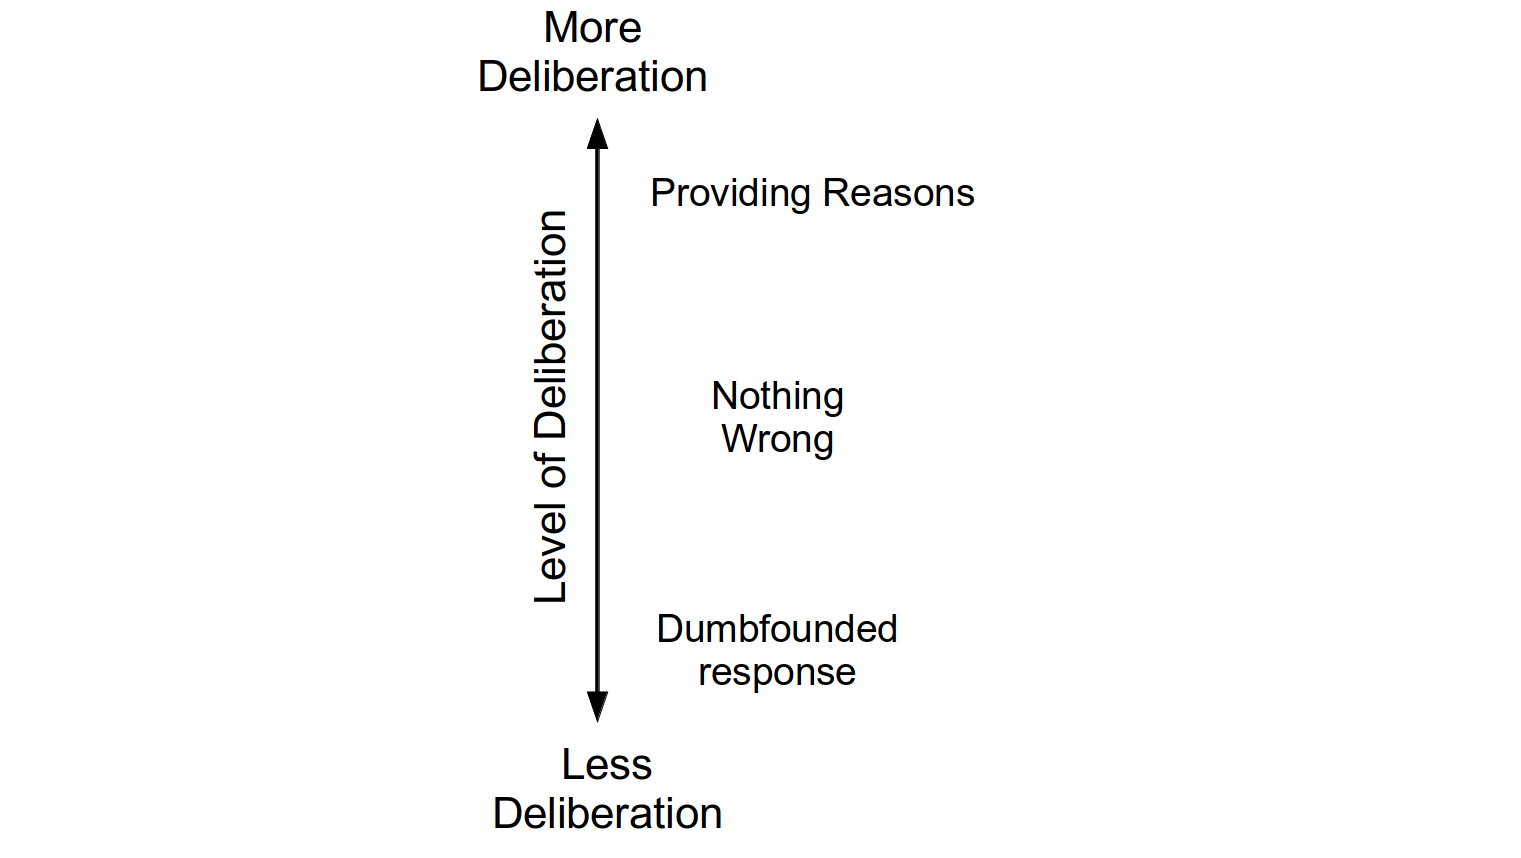 More
Deliberation
Providing Reasons
Level of Deliberation
Nothing
Wrong
Dumbfounded
response
Less
Deliberation